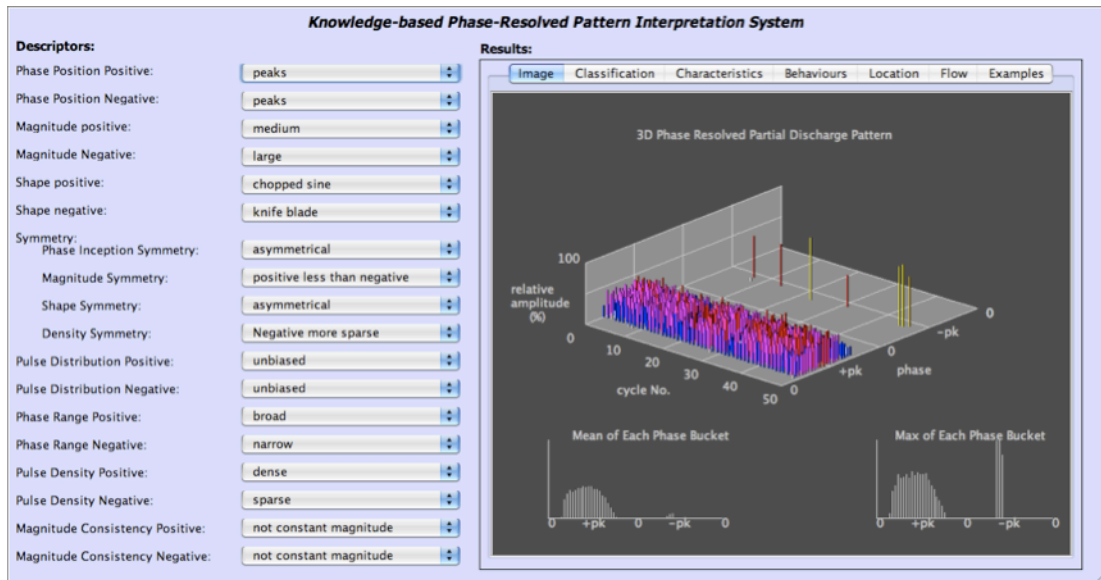 Knowledge-based Phase-Resolved Pattern Interpretation System
Descriptors:
Phase Position Positive: peaks
Phase Position Negative: peaks
Magnitude positive: medium
Magnitude Negative: large
Shape positive: chopped sine
Shape negative: knife blade
Symmetry:
Phase Inception Symmetry: asymmetrical
Magnitude Symmetry: positive less than negative
Shape Symmetry: asymmetrical
Density Symmetry: Negative more sparse
Pulse Distribution Positive: unbiased
Pulse Distribution Negative: unbiased
Phase Range Positive: broad
Phase Range Negative: narrow
Pulse Density Positive: dense
Pulse Density Negative: sparse
Magnitude Consistency Positive: not constant magnitude
Magnitude Consistency Negative: not constant magnitude
Results:
Image Classification Characteristics Behaviours Location Flow Examples
3D Phase Resolved Partial Discharge Pattern
100
relative
amplitude
(%)
0
10
20
30
40
50
cycle No.
0
+pk
0
-pk
0
phase
Mean of Each Phase Bucket
0 +pk 0 -pk 0
Max of Each Phase Bucket
0 +pk 0 -pk 0